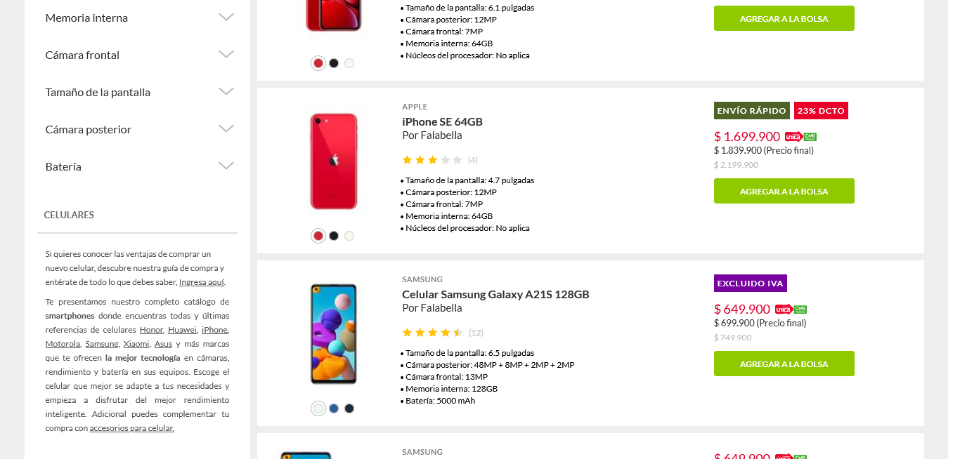 Memoria interna
Cámara frontal
Tamaño de la pantalla
Cámara posterior
Batería
CELULARES
Si quieres conocer las ventajas de comprar un
nuevo celular, descubre nuestra guía de compra y
entérate de todo lo que debes saber, Ingresa aquí.
Te presentamos nuestro completo catálogo de
smartphones donde encuentras todas y últimas
referencias de celulares Honor, Huawei, iPhone,
Motorola, Samsung, Xiaomi, Asus y más marcas
que te ofrecen la mejor tecnología en cámaras,
rendimiento y batería en sus equipos. Escoge el
celular que mejor se adapte a tus necesidades y
empieza a disfrutar del mejor rendimiento
inteligente. Adicional puedes complementar tu
compra con accesorios para celular.
• Tamaño de la pantalla: 6.1 pulgadas
• Cámara posterior: 12MP
• Cámara frontal: 7MP
• Memoria interna: 64GB
• Núcleos del procesador: No aplica
AGREGAR A LA BOLSA
APPLE
iPhone SE 64GB
Por Falabella
(4)
• Tamaño de la pantalla: 4.7 pulgadas
• Cámara posterior: 12MP
• Cámara frontal: 7MP
• Memoria interna: 64GB
• Núcleos del procesador: No aplica
ENVÍO RÁPIDO 23% DCTO
$ 1.699.900
$ 1.839.900 (Precio final)
$ 2.199.900
AGREGAR A LA BOLSA
SAMSUNG
Celular Samsung Galaxy A21S 128GB
Por Falabella
(12)
• Tamaño de la pantalla: 6.5 pulgadas
• Cámara posterior: 48MP + 8MP + 2MP + 2MP
• Cámara frontal: 13MP
• Memoria interna: 128GB
• Batería: 5000 mAh
EXCLUIDO IVA
$ 649.900
$ 699.900 (Precio final)
$ 749.900
AGREGAR A LA BOLSA
SAMSUNG
$ 649.900